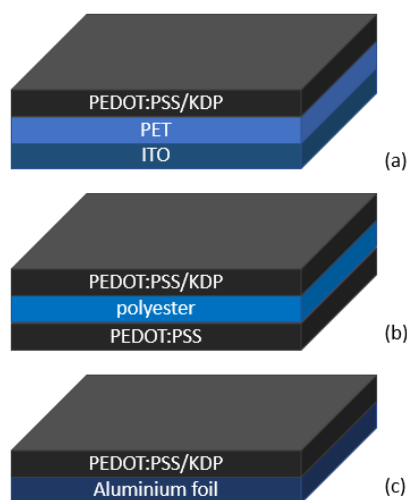 PEDOT:PSS/KDP
PET
ITO
(a)
PEDOT:PSS/KDP
polyester
PEDOT:PSS
(b)
PEDOT:PSS/KDP
Aluminium foil
(c)